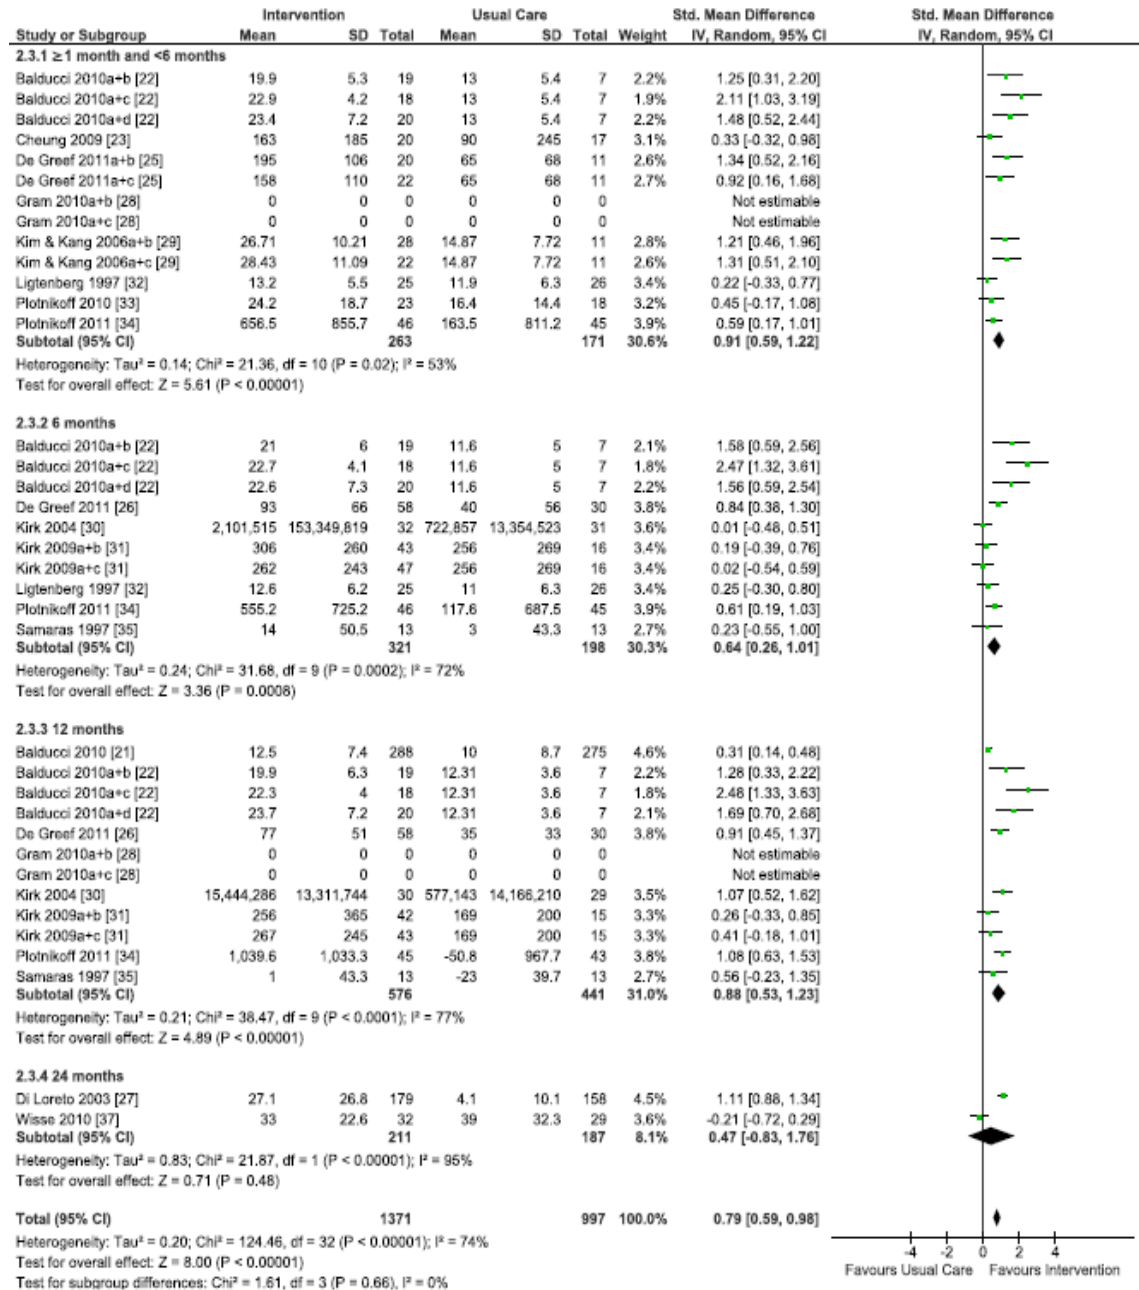 Intervention Usual Care Std. Mean Difference Std. Mean Difference
Study or Subgroup Mean SD Total Mean SD Total Weight IV, Random, 95% CI IV, Random, 95% CI
2.3.1 ≥1 month and <6 months
Balducci 2010a+b [22] 19.9 5.3 19 13 5.4 7 2.2% 1.25 [0.31, 2.20]
Balducci 2010a+c [22] 22.9 4.2 18 13 5.4 7 1.9% 2.11 [1.03, 3.19]
Balducci 2010a+d [22] 23.4 7.2 20 13 5.4 7 2.2% 1.48 [0.52, 2.44]
Cheung 2009 [23] 163 185 20 90 245 17 3.1% 0.33 [-0.32, 0.98]
De Greef 2011a+b [25] 195 106 20 65 68 11 2.6% 1.34 [0.52, 2.16]
De Greef 2011a+c [25] 158 110 22 65 68 11 2.7% 0.92 [0.16, 1.68]
Gram 2010a+b [28] 0 0 0 0 0 0 Not estimable
Gram 2010a+c [28] 0 0 0 0 0 0 Not estimable
Kim & Kang 2006a+b [29] 26.71 10.21 28 14.87 7.72 11 2.8% 1.21 [0.46, 1.96]
Kim & Kang 2006a+c [29] 28.43 11.09 22 14.87 7.72 11 2.6% 1.31 [0.51, 2.10]
Ligtenberg 1997 [32] 13.2 5.5 25 11.9 6.3 26 3.4% 0.22 [-0.33, 0.77]
Plotnikoff 2010 [33] 24.2 18.7 23 16.4 14.4 18 3.2% 0.45 [-0.17, 1.08]
Plotnikoff 2011 [34] 656.5 855.7 46 163.5 811.2 45 3.9% 0.59 [0.17, 1.01]
Subtotal (95% CI) 263 171 30.6% 0.91 [0.59, 1.22]
Heterogeneity: Tau² = 0.14; Chi² = 21.36, df = 10 (P = 0.02); I² = 53%
Test for overall effect: Z = 5.61 (P < 0.00001)
2.3.2 6 months
Balducci 2010a+b [22] 21 6 19 11.6 5 7 2.1% 1.58 [0.59, 2.56]
Balducci 2010a+c [22] 22.7 4.1 18 11.6 5 7 1.8% 2.47 [1.32, 3.61]
Balducci 2010a+d [22] 22.6 7.3 20 11.6 5 7 2.2% 1.56 [0.59, 2.54]
De Greef 2011 [26] 93 66 58 40 56 30 3.8% 0.84 [0.38, 1.30]
Kirk 2004 [30] 2,101,515 153,349,819 32 722,857 13,354,523 31 3.6% 0.01 [-0.48, 0.51]
Kirk 2009a+b [31] 306 260 43 256 269 16 3.4% 0.19 [-0.39, 0.76]
Kirk 2009a+c [31] 262 243 47 256 269 16 3.4% 0.02 [-0.54, 0.59]
Ligtenberg 1997 [32] 12.6 6.2 25 11 6.3 26 3.4% 0.25 [-0.30, 0.80]
Plotnikoff 2011 [34] 555.2 725.2 46 117.6 687.5 45 3.9% 0.61 [0.19, 1.03]
Samaras 1997 [35] 14 50.5 13 3 43.3 13 2.7% 0.23 [-0.55, 1.00]
Subtotal (95% CI) 321 198 30.3% 0.64 [0.26, 1.01]
Heterogeneity: Tau² = 0.24; Chi² = 31.68, df = 9 (P = 0.0002); I² = 72%
Test for overall effect: Z = 3.36 (P = 0.0008)
2.3.3 12 months
Balducci 2010 [21] 12.5 7.4 288 10 8.7 275 4.6% 0.31 [0.14, 0.48]
Balducci 2010a+b [22] 19.9 6.3 19 12.31 3.6 7 2.2% 1.28 [0.33, 2.22]
Balducci 2010a+c [22] 22.3 4 18 12.31 3.6 7 1.8% 2.48 [1.33, 3.63]
Balducci 2010a+d [22] 23.7 7.2 20 12.31 3.6 7 2.2% 1.69 [0.70, 2.68]
De Greef 2011 [26] 77 51 58 35 33 30 3.8% 0.91 [0.45, 1.37]
Gram 2010a+b [28] 0 0 0 0 0 0 Not estimable
Gram 2010a+c [28] 0 0 0 0 0 0 Not estimable
Kirk 2004 [30] 15,444,286 13,311,744 30 577,143 14,166,210 29 3.5% 1.07 [0.52, 1.62]
Kirk 2009a+b [31] 256 365 42 169 200 15 3.3% 0.26 [-0.33, 0.85]
Kirk 2009a+c [31] 267 245 43 169 200 15 3.3% 0.41 [-0.18, 1.01]
Plotnikoff 2011 [34] 1,039.6 1,033.3 45 -50.8 967.7 43 3.8% 1.08 [0.63, 1.53]
Samaras 1997 [35] 1 43.3 13 -23 39.7 13 2.7% 0.56 [-0.23, 1.35]
Subtotal (95% CI) 576 441 31.0% 0.88 [0.53, 1.23]
Heterogeneity: Tau² = 0.21; Chi² = 38.47, df = 9 (P < 0.0001); I² = 77%
Test for overall effect: Z = 4.89 (P < 0.00001)
2.3.4 24 months
Di Loreto 2003 [27] 27.1 26.8 179 4.1 10.1 158 4.5% 1.11 [0.88, 1.34]
Wisse 2010 [37] 33 22.6 32 39 32.3 29 3.6% -0.21 [-0.72, 0.29]
Subtotal (95% CI) 211 187 8.1% 0.47 [-0.83, 1.76]
Heterogeneity: Tau² = 0.83; Chi² = 21.87, df = 1 (P < 0.00001); I² = 95%
Test for overall effect: Z = 0.71 (P = 0.48)
Total (95% CI) 1371 997 100.0% 0.79 [0.59, 0.98]
Heterogeneity: Tau² = 0.20; Chi² = 124.46, df = 32 (P < 0.00001); I² = 74%
Test for overall effect: Z = 8.00 (P < 0.00001)
Test for subgroup differences: Chi² = 1.61, df = 3 (P = 0.66), I² = 0%
-4 -2 0 2 4
Favours Usual Care Favours Intervention